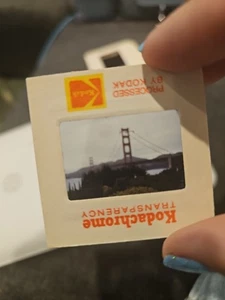 Kodachrome
TRANSPARENCY
PROCESSED
BY KODAK
Kodak